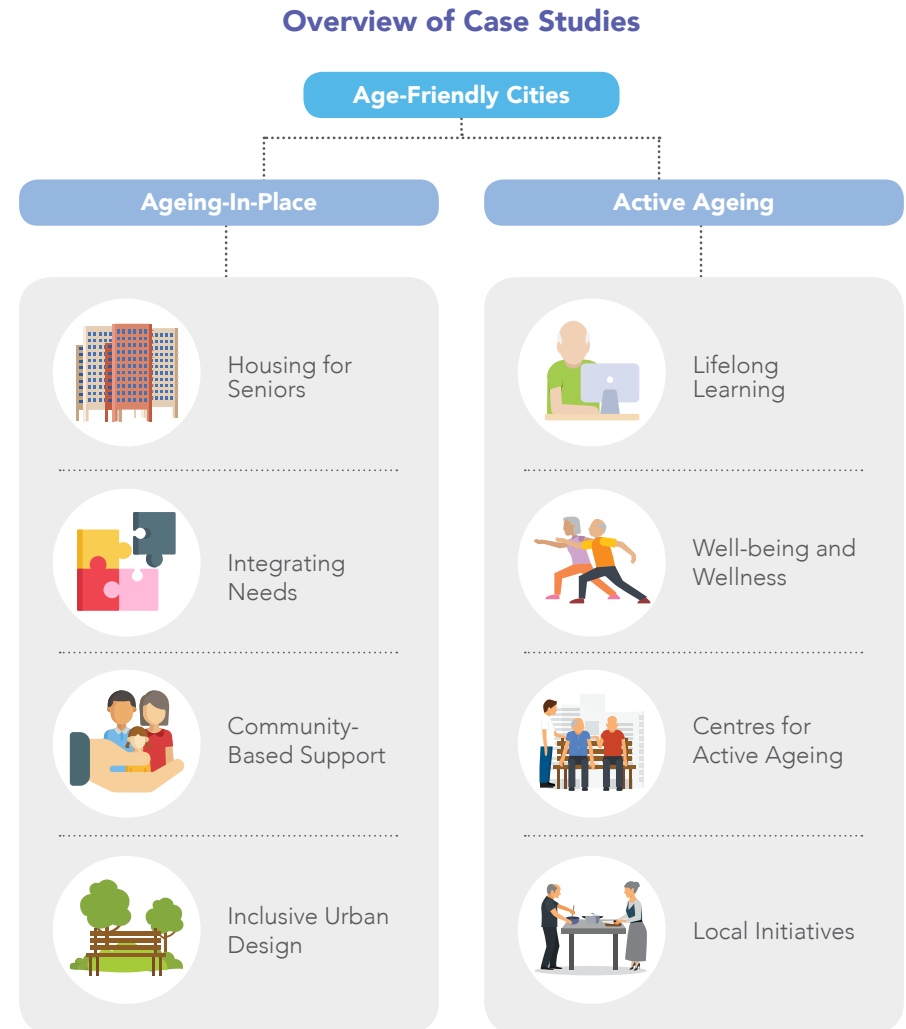 Overview of Case Studies
Age-Friendly Cities
Ageing-In-Place
Housing for
Seniors
Integrating
Needs
Community-
Based Support
Inclusive Urban
Design
Active Ageing
Lifelong
Learning
Well-being and
Wellness
Centres for
Active Ageing
Local Initiatives